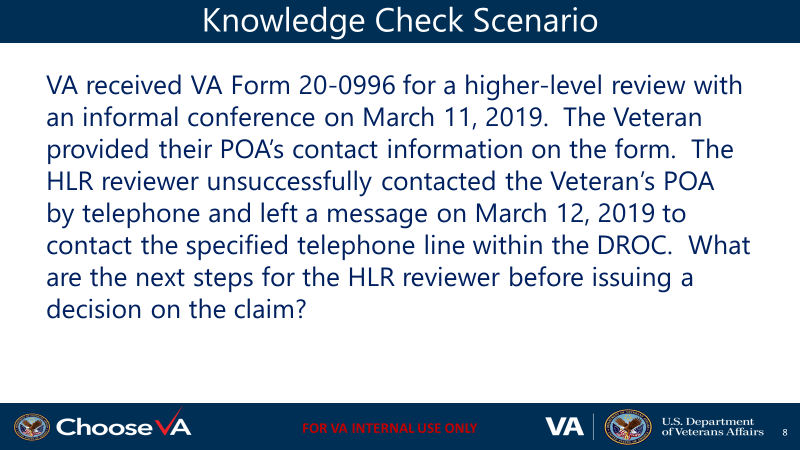 Knowledge Check Scenario
VA received VA Form 20-0996 for a higher-level review with
an informal conference on March 11, 2019.  The Veteran
provided their POA’s contact information on the form.  The
HLR reviewer unsuccessfully contacted the Veteran’s POA
by telephone and left a message on March 12, 2019 to
contact the specified telephone line within the DROC.  What
are the next steps for the HLR reviewer before issuing a
decision on the claim?
Choose VA
FOR VA INTERNAL USE ONLY
VA
U.S. Department
of Veterans Affairs
8